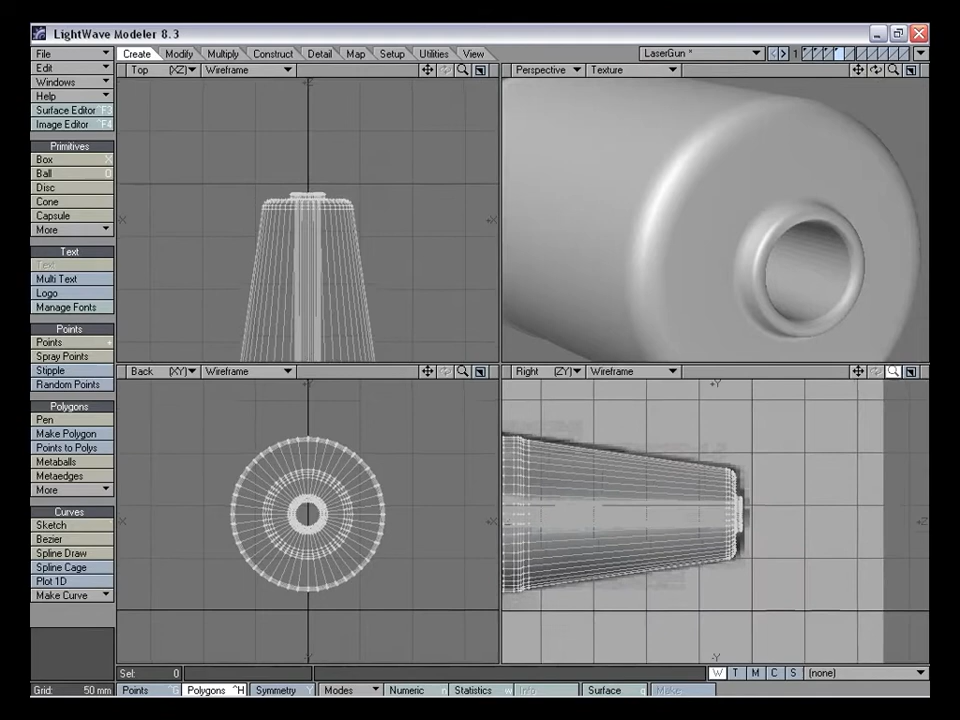 LightWave Modeler 8.3
File Create Modify Multiply Construct Detail Map Setup Utilities View LaserGun * 1
Edit Top (XZ) Wireframe Perspective Texture
Windows
Help
Surface Editor F3
Image Editor F4
Primitives
Box X
Ball O
Disc
Cone
Capsule
More
Text
Text
Multi Text
Logo
Manage Fonts
Points
Points +
Spray Points
Stipple Back (XY) Wireframe Right (ZY) Wireframe
Random Points
Polygons
Pen
Make Polygon
Points to Polys
Metaballs
Metaedges
More
Curves
Sketch
Bezier
Spline Draw
Spline Cage
Plot 1D
Make Curve
Sel: 0 W T M C S (none)
Grid: 50 mm Points ^G Polygons ^H Symmetry Y Modes Numeric n Statistics w Info Surface q Make